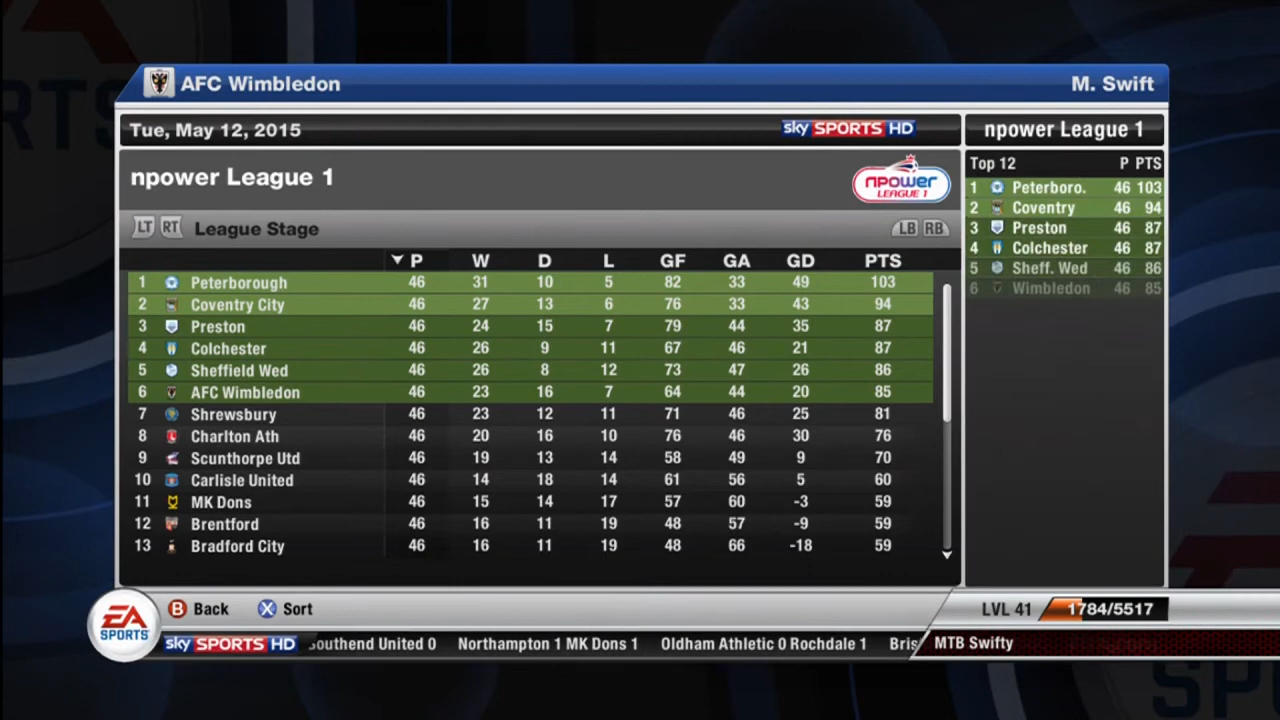 AFC Wimbledon M. Swift
Tue, May 12, 2015 sky SPORTS HD npower League 1
npower League 1 npower LEAGUE 1
LT RT League Stage LB RB
P W D L GF GA GD PTS
1 Peterborough 46 31 10 5 82 33 49 103
2 Coventry City 46 27 13 6 76 33 43 94
3 Preston 46 24 15 7 79 44 35 87
4 Colchester 46 26 9 11 67 46 21 87
5 Sheffield Wed 46 26 8 12 73 47 26 86
6 AFC Wimbledon 46 23 16 7 64 44 20 85
7 Shrewsbury 46 23 12 11 71 46 25 81
8 Charlton Ath 46 20 16 10 76 46 30 76
9 Scunthorpe Utd 46 19 13 14 58 49 9 70
10 Carlisle United 46 14 18 14 61 56 5 60
11 MK Dons 46 15 14 17 57 60 -3 59
12 Brentford 46 16 11 19 48 57 -9 59
13 Bradford City 46 16 11 19 48 66 -18 59
Top 12 P PTS
1 Peterboro. 46 103
2 Coventry 46 94
3 Preston 46 87
4 Colchester 46 87
5 Sheff. Wed 46 86
6 Wimbledon 46 85
B Back X Sort LVL 41 1784/5517
EA SPORTS
sky SPORTS HD Southend United 0 Northampton 1 MK Dons 1 Oldham Athletic 0 Rochdale 1 Bris MTB Swifty